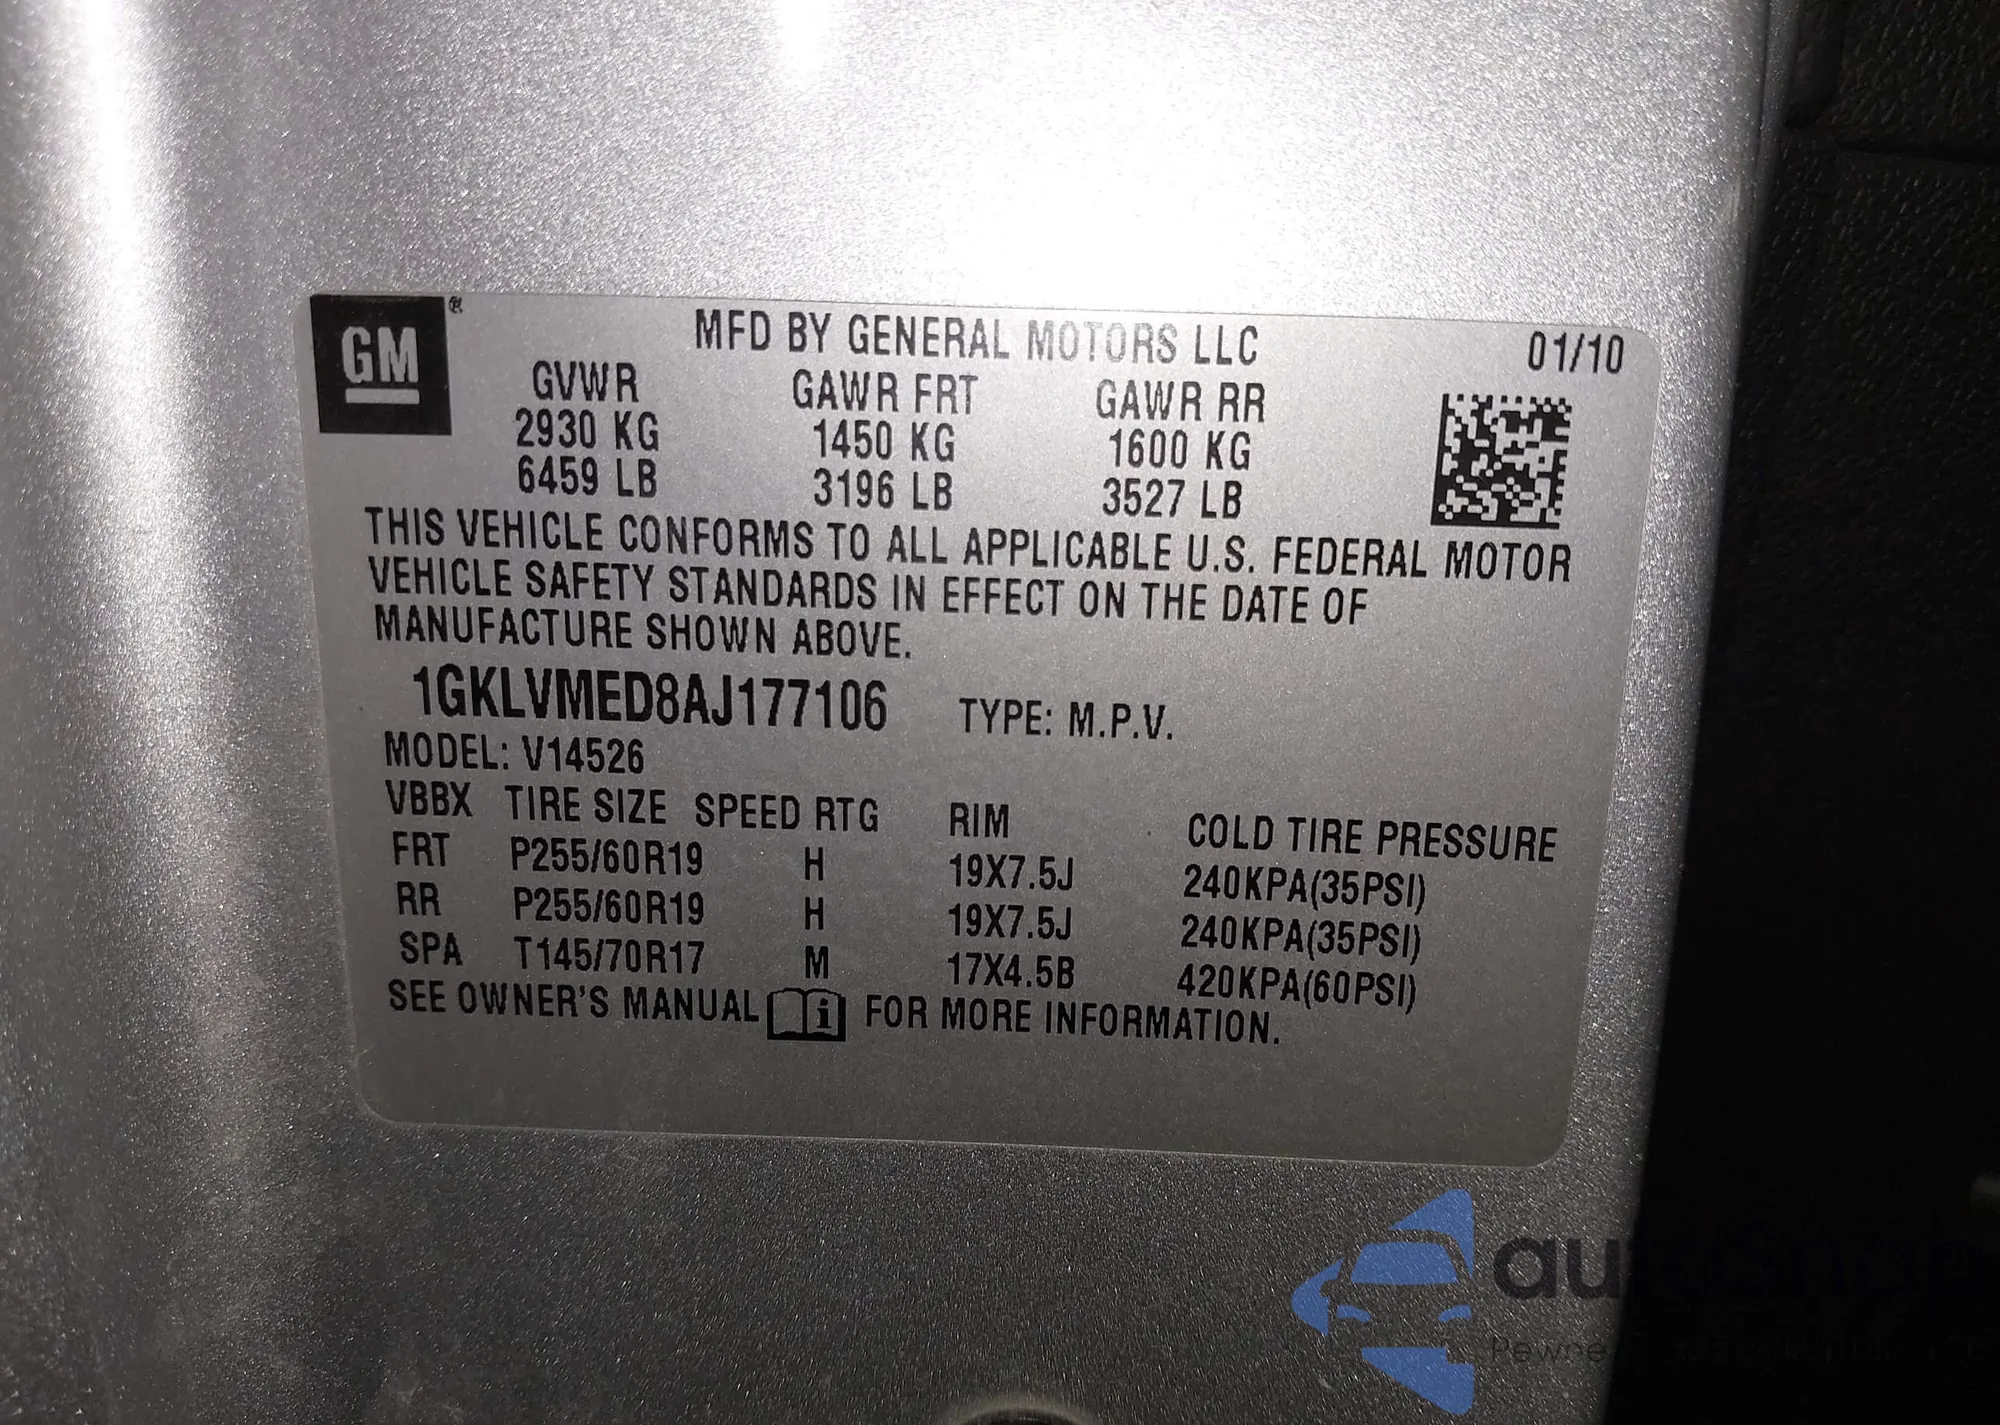 GM ®
MFD BY GENERAL MOTORS LLC 01/10
GVWR GAWR FRT GAWR RR
2930 KG 1450 KG 1600 KG
6459 LB 3196 LB 3527 LB
THIS VEHICLE CONFORMS TO ALL APPLICABLE U.S. FEDERAL MOTOR
VEHICLE SAFETY STANDARDS IN EFFECT ON THE DATE OF
MANUFACTURE SHOWN ABOVE.
1GKLVMED8AJ177106 TYPE: M.P.V.
MODEL: V14526
VBBX TIRE SIZE SPEED RTG RIM COLD TIRE PRESSURE
FRT P255/60R19 H 19X7.5J 240KPA(35PSI)
RR P255/60R19 H 19X7.5J 240KPA(35PSI)
SPA T145/70R17 M 17X4.5B 420KPA(60PSI)
SEE OWNER'S MANUAL FOR MORE INFORMATION.